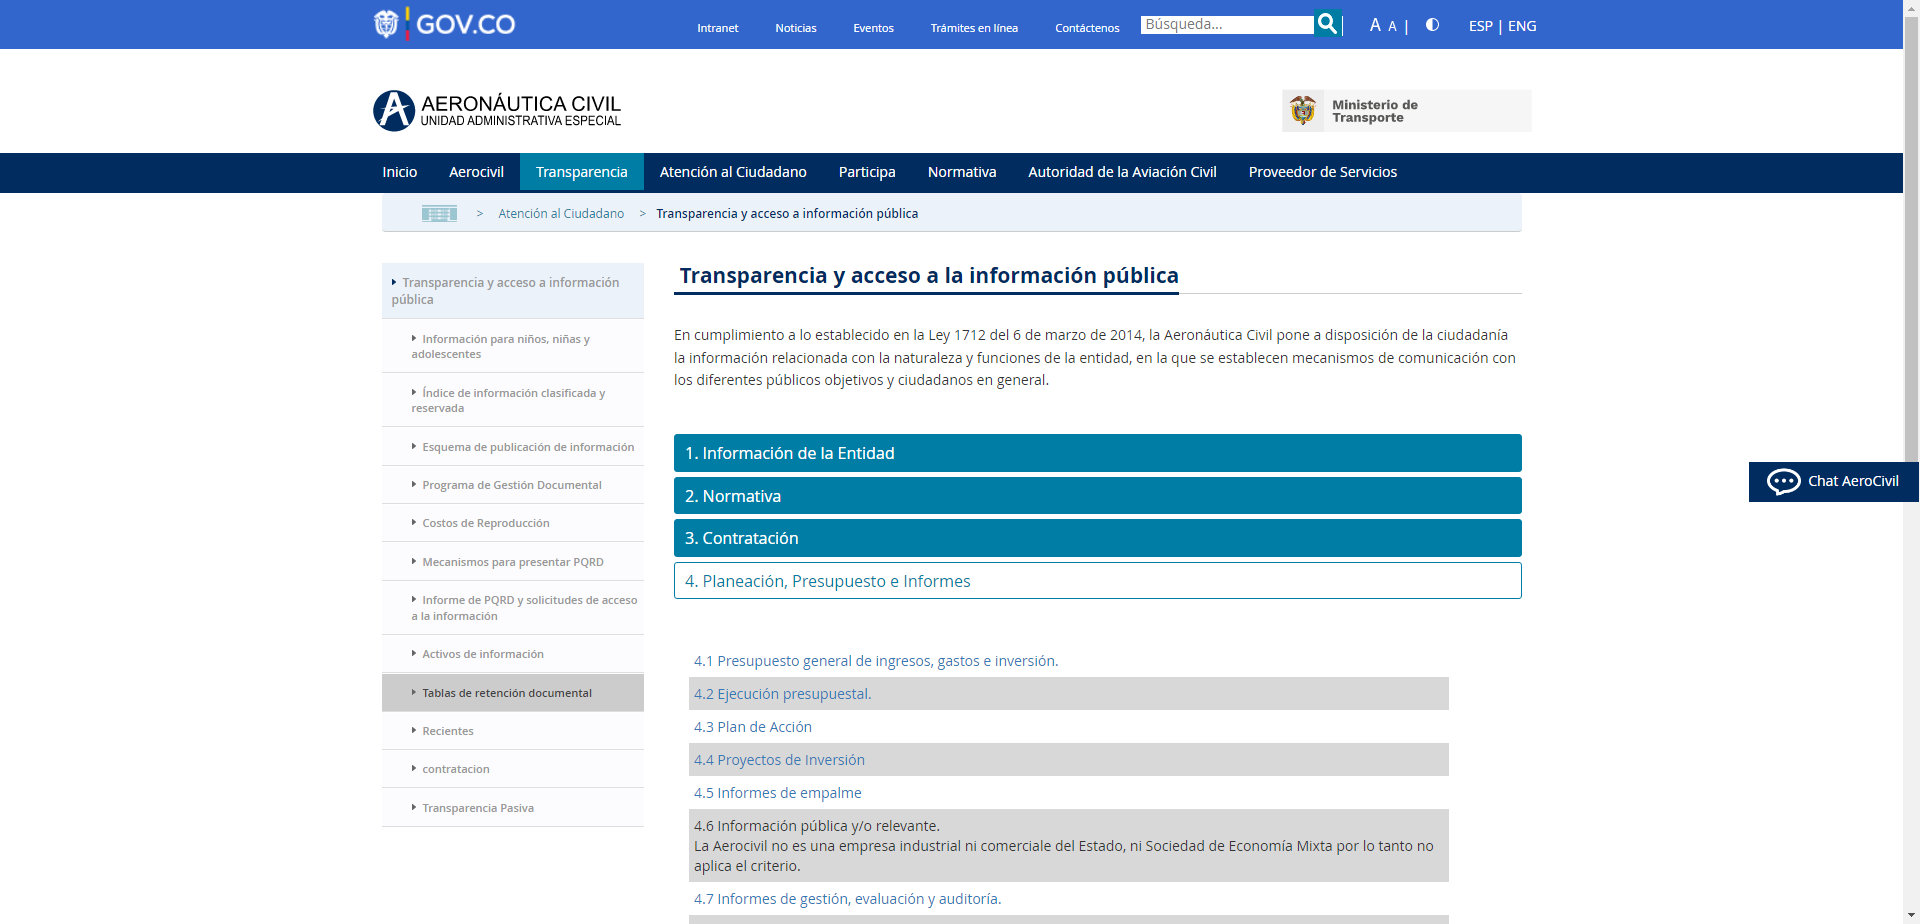 GOV.CO
Intranet
Noticias
Eventos
Trámites en línea
Contáctenos
Búsqueda...
A A |
ESP | ENG
AERONÁUTICA CIVIL
UNIDAD ADMINISTRATIVA ESPECIAL
Ministerio de
Transporte
Inicio
Aerocivil
Transparencia
Atención al Ciudadano
Participa
Normativa
Autoridad de la Aviación Civil
Proveedor de Servicios
> Atención al Ciudadano > Transparencia y acceso a información pública
Transparencia y acceso a información
pública
Información para niños, niñas y
adolescentes
Índice de información clasificada y
reservada
Esquema de publicación de información
Programa de Gestión Documental
Costos de Reproducción
Mecanismos para presentar PQRD
Informe de PQRD y solicitudes de acceso
a la información
Activos de información
Tablas de retención documental
Recientes
contratacion
Transparencia Pasiva
Transparencia y acceso a la información pública
En cumplimiento a lo establecido en la Ley 1712 del 6 de marzo de 2014, la Aeronáutica Civil pone a disposición de la ciudadanía
la información relacionada con la naturaleza y funciones de la entidad, en la que se establecen mecanismos de comunicación con
los diferentes públicos objetivos y ciudadanos en general.
1. Información de la Entidad
2. Normativa
3. Contratación
4. Planeación, Presupuesto e Informes
4.1 Presupuesto general de ingresos, gastos e inversión.
4.2 Ejecución presupuestal.
4.3 Plan de Acción
4.4 Proyectos de Inversión
4.5 Informes de empalme
4.6 Información pública y/o relevante.
La Aerocivil no es una empresa industrial ni comerciale del Estado, ni Sociedad de Economía Mixta por lo tanto no
aplica el criterio.
4.7 Informes de gestión, evaluación y auditoría.
Chat AeroCivil